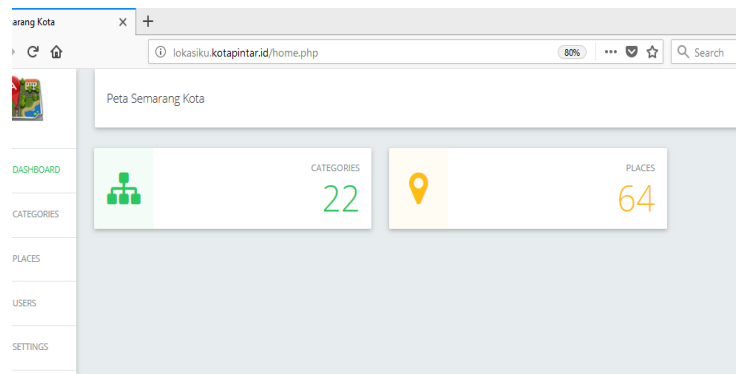 arang Kota
lokasiku.kotapintar.id/home.php
80%
Search
Peta Semarang Kota
DASHBOARD
CATEGORIES
PLACES
USERS
SETTINGS
CATEGORIES
22
PLACES
64